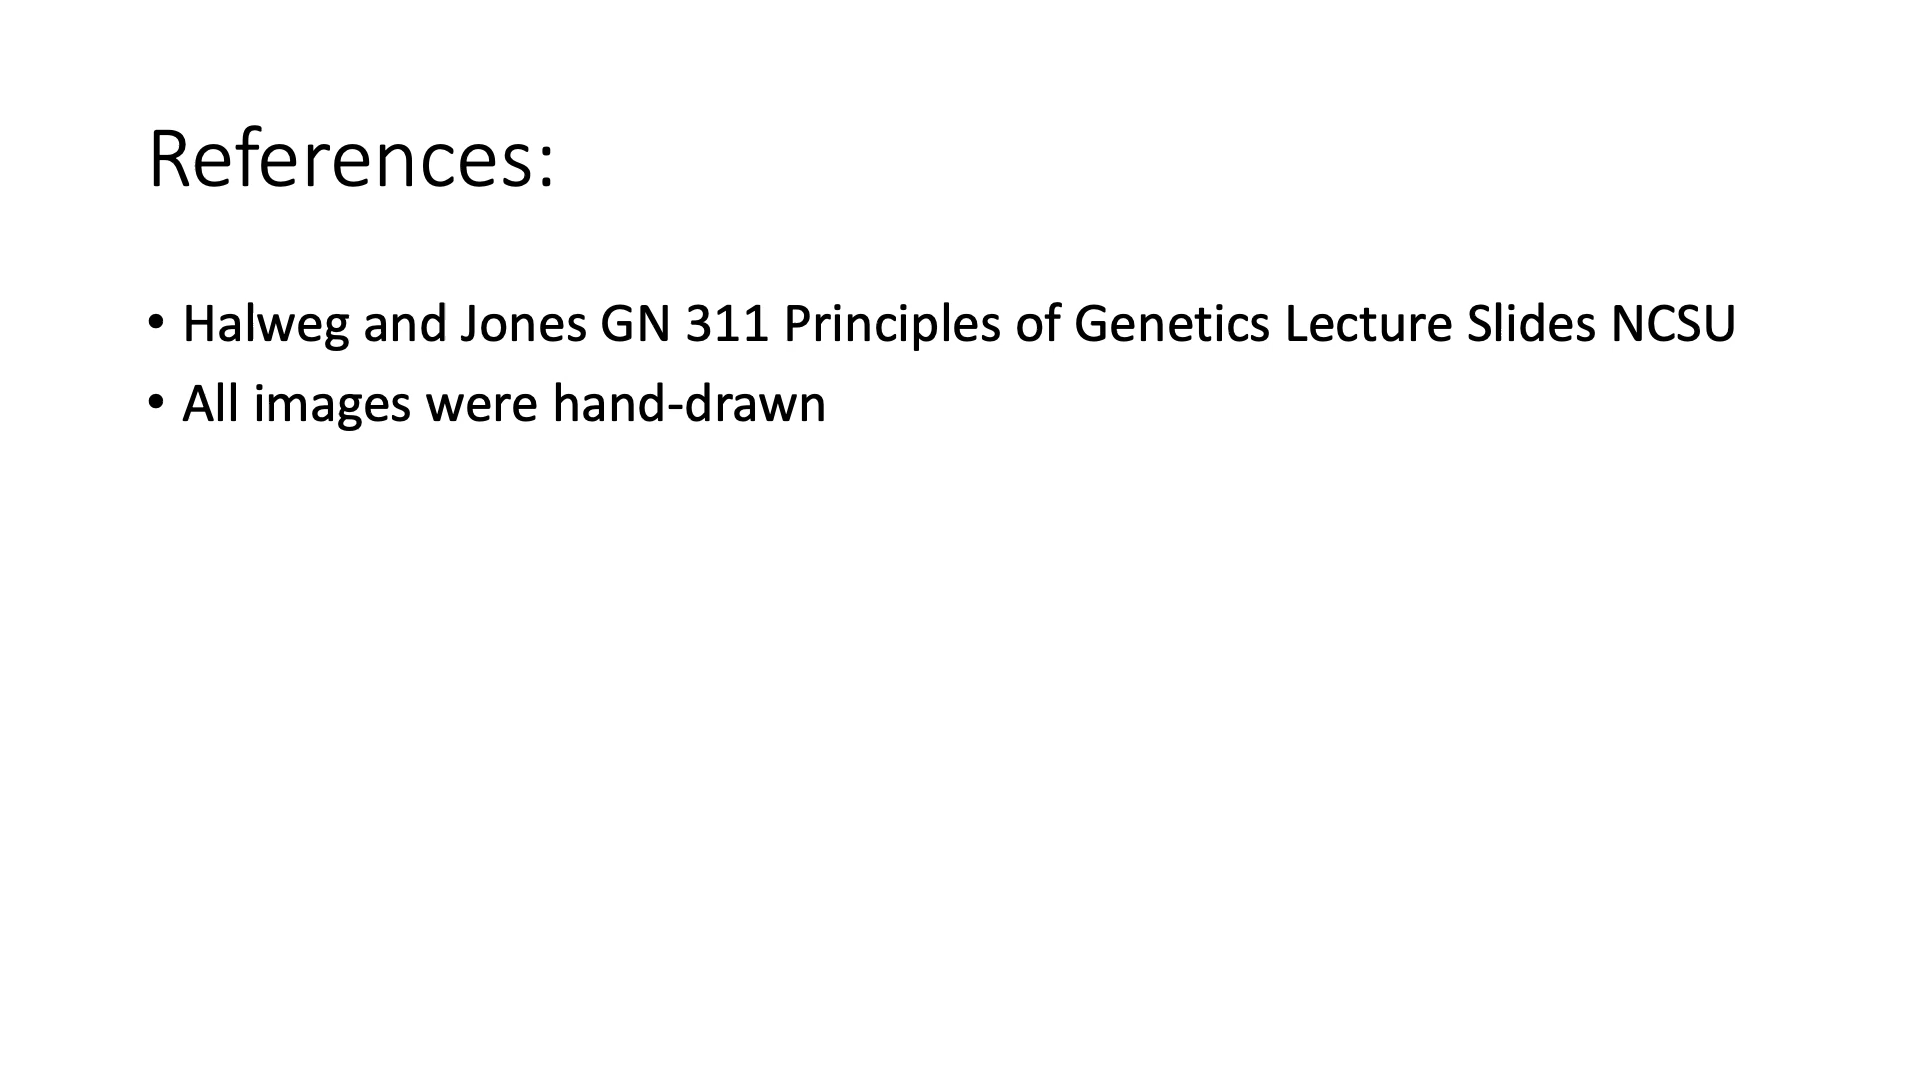 References:
• Halweg and Jones GN 311 Principles of Genetics Lecture Slides NCSU
• All images were hand-drawn